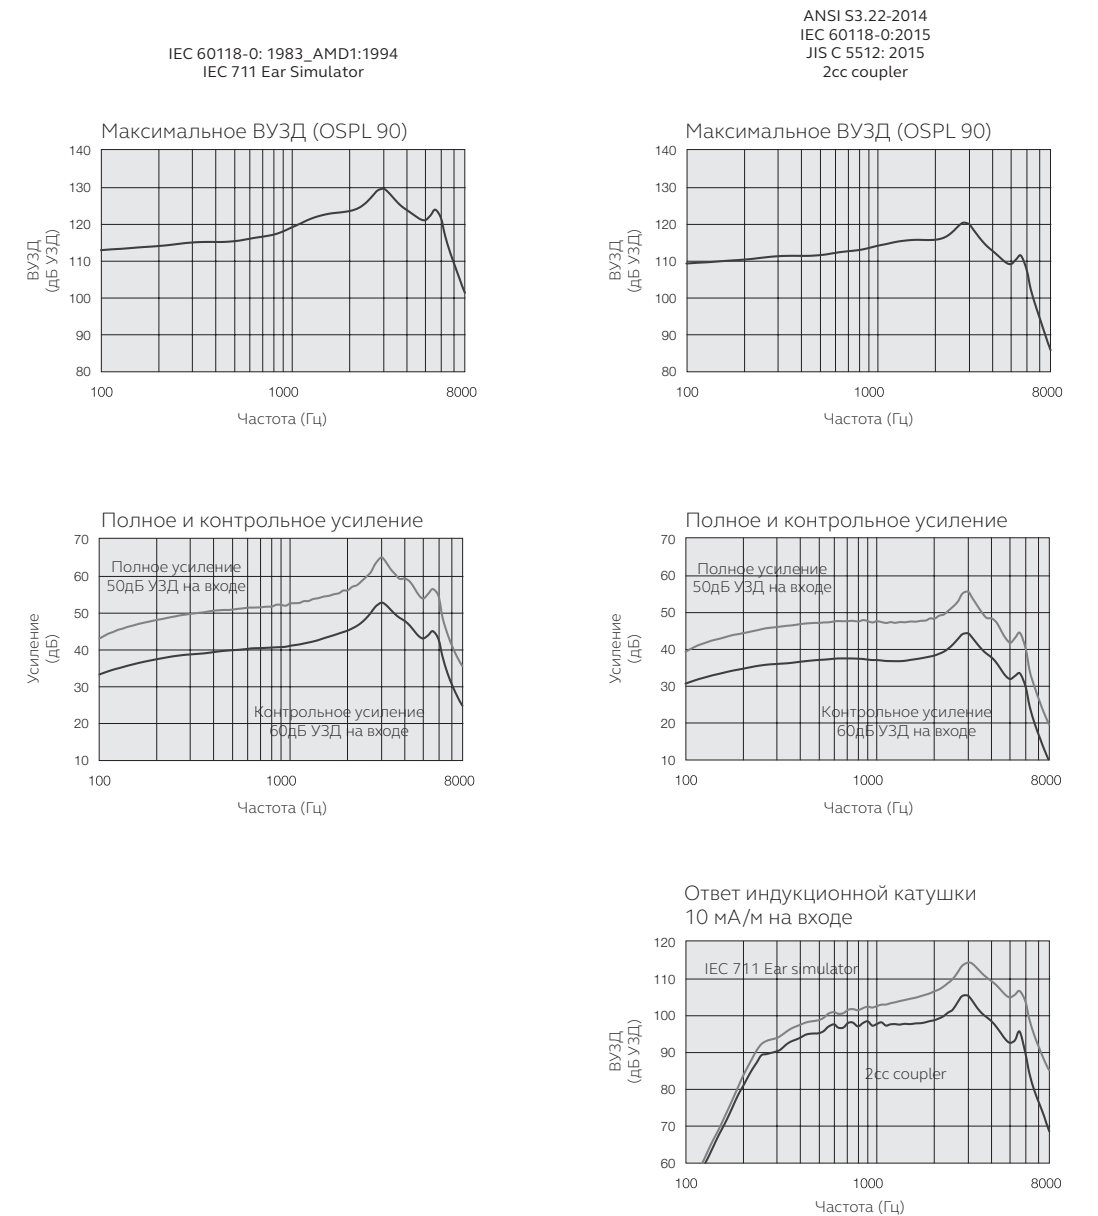 IEC 60118-0: 1983_AMD1:1994
IEC 711 Ear Simulator
ANSI S3.22-2014
IEC 60118-0:2015
JIS C 5512: 2015
2cc coupler
Максимальное ВУЗД (OSPL 90)
140
130
120
110
100
90
80
ВУЗД
(дБ УЗД)
100
1000
8000
Частота (Гц)
Максимальное ВУЗД (OSPL 90)
140
130
120
110
100
90
80
ВУЗД
(дБ УЗД)
100
1000
8000
Частота (Гц)
Полное и контрольное усиление
70
60
50
40
30
20
10
Усиление
(дБ)
Полное усиление
50дБ УЗД на входе
Контрольное усиление
60дБ УЗД на входе
100
1000
8000
Частота (Гц)
Полное и контрольное усиление
70
60
50
40
30
20
10
Усиление
(дБ)
Полное усиление
50дБ УЗД на входе
Контрольное усиление
60дБ УЗД на входе
100
1000
8000
Частота (Гц)
Ответ индукционной катушки
10 мА/м на входе
120
110
100
90
80
70
60
ВУЗД
(дБ УЗД)
IEC 711 Ear simulator
2cc coupler
100
1000
8000
Частота (Гц)